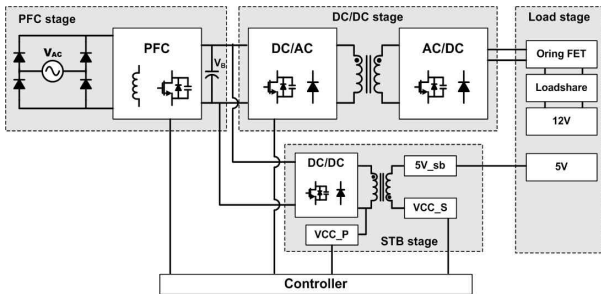 PFC stage
DC/DC stage
Load stage
VAC
PFC
VB
DC/AC
AC/DC
Oring FET
Loadshare
12V
DC/DC
5V_sb
5V
VCC_S
VCC_P
STB stage
Controller